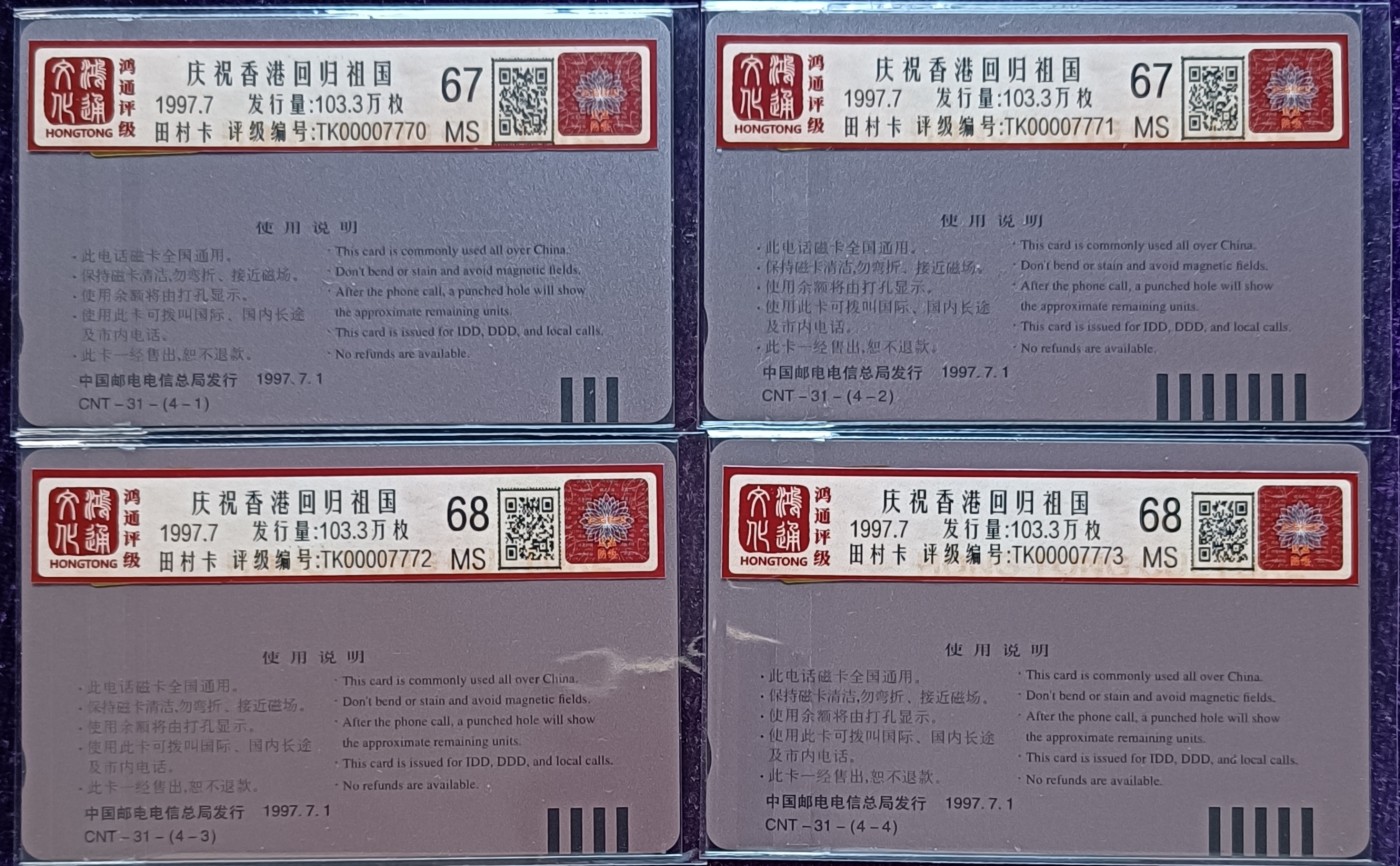 鸿通文化
HONGTONG
鸿通评级
庆祝香港回归祖国
1997.7 发行量:103.3万枚
田村卡 评级编号:TK00007770
67
MS
使用说明
·此电话磁卡全国通用。
·保持磁卡清洁,勿弯折、接近磁场。
·使用余额将由打孔显示。
·使用此卡可拨叫国际、国内长途
及市内电话。
·此卡一经售出,恕不退款。
· This card is commonly used all over China.
· Don't bend or stain and avoid magnetic fields.
· After the phone call, a punched hole will show
the approximate remaining units.
· This card is issued for IDD, DDD, and local calls.
· No refunds are available.
中国邮电电信总局发行 1997.7.1
CNT-31-(4-1)
鸿通文化
HONGTONG
鸿通评级
庆祝香港回归祖国
1997.7 发行量:103.3万枚
田村卡 评级编号:TK00007771
67
MS
使用说明
·此电话磁卡全国通用。
·保持磁卡清洁,勿弯折、接近磁场。
·使用余额将由打孔显示。
·使用此卡可拨叫国际、国内长途
及市内电话。
·此卡一经售出,恕不退款。
· This card is commonly used all over China.
· Don't bend or stain and avoid magnetic fields.
· After the phone call, a punched hole will show
the approximate remaining units.
· This card is issued for IDD, DDD, and local calls.
· No refunds are available.
中国邮电电信总局发行 1997.7.1
CNT-31-(4-2)
鸿通文化
HONGTONG
鸿通评级
庆祝香港回归祖国
1997.7 发行量:103.3万枚
田村卡 评级编号:TK00007772
68
MS
使用说明
·此电话磁卡全国通用。
·保持磁卡清洁,勿弯折、接近磁场。
·使用余额将由打孔显示。
·使用此卡可拨叫国际、国内长途
及市内电话。
·此卡一经售出,恕不退款。
· This card is commonly used all over China.
· Don't bend or stain and avoid magnetic fields.
· After the phone call, a punched hole will show
the approximate remaining units.
· This card is issued for IDD, DDD, and local calls.
· No refunds are available.
中国邮电电信总局发行 1997.7.1
CNT-31-(4-3)
鸿通文化
HONGTONG
鸿通评级
庆祝香港回归祖国
1997.7 发行量:103.3万枚
田村卡 评级编号:TK00007773
68
MS
使用说明
·此电话磁卡全国通用。
·保持磁卡清洁,勿弯折、接近磁场。
·使用余额将由打孔显示。
·使用此卡可拨叫国际、国内长途
及市内电话。
·此卡一经售出,恕不退款。
· This card is commonly used all over China.
· Don't bend or stain and avoid magnetic fields.
· After the phone call, a punched hole will show
the approximate remaining units.
· This card is issued for IDD, DDD, and local calls.
· No refunds are available.
中国邮电电信总局发行 1997.7.1
CNT-31-(4-4)